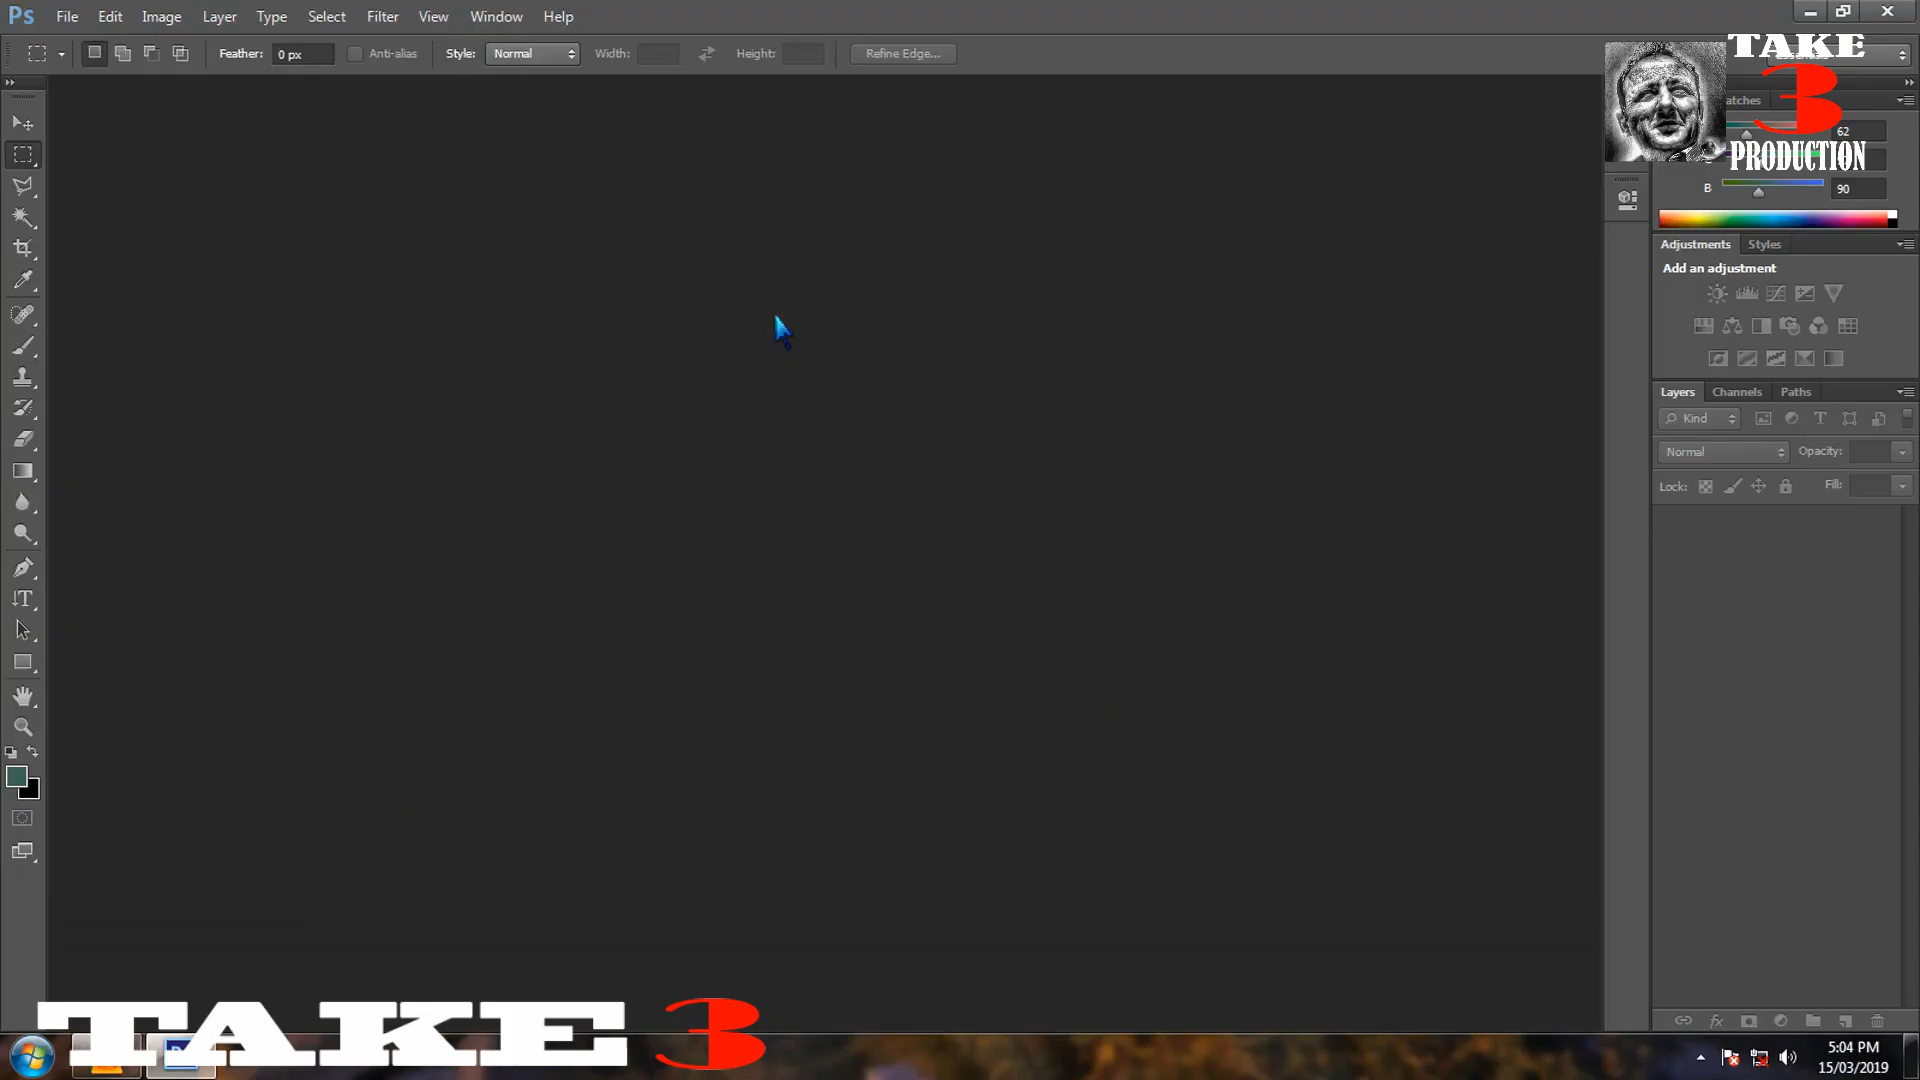 Ps File Edit Image Layer Type Select Filter View Window Help
Feather: 0 px Anti-alias Style: Normal Width: Height: Refine Edge...
TAKE
3
PRODUCTION
62
B 90
Adjustments Styles
Add an adjustment
Layers Channels Paths
Kind
Normal Opacity:
Lock: Fill:
TAKE 3
5:04 PM
15/03/2019